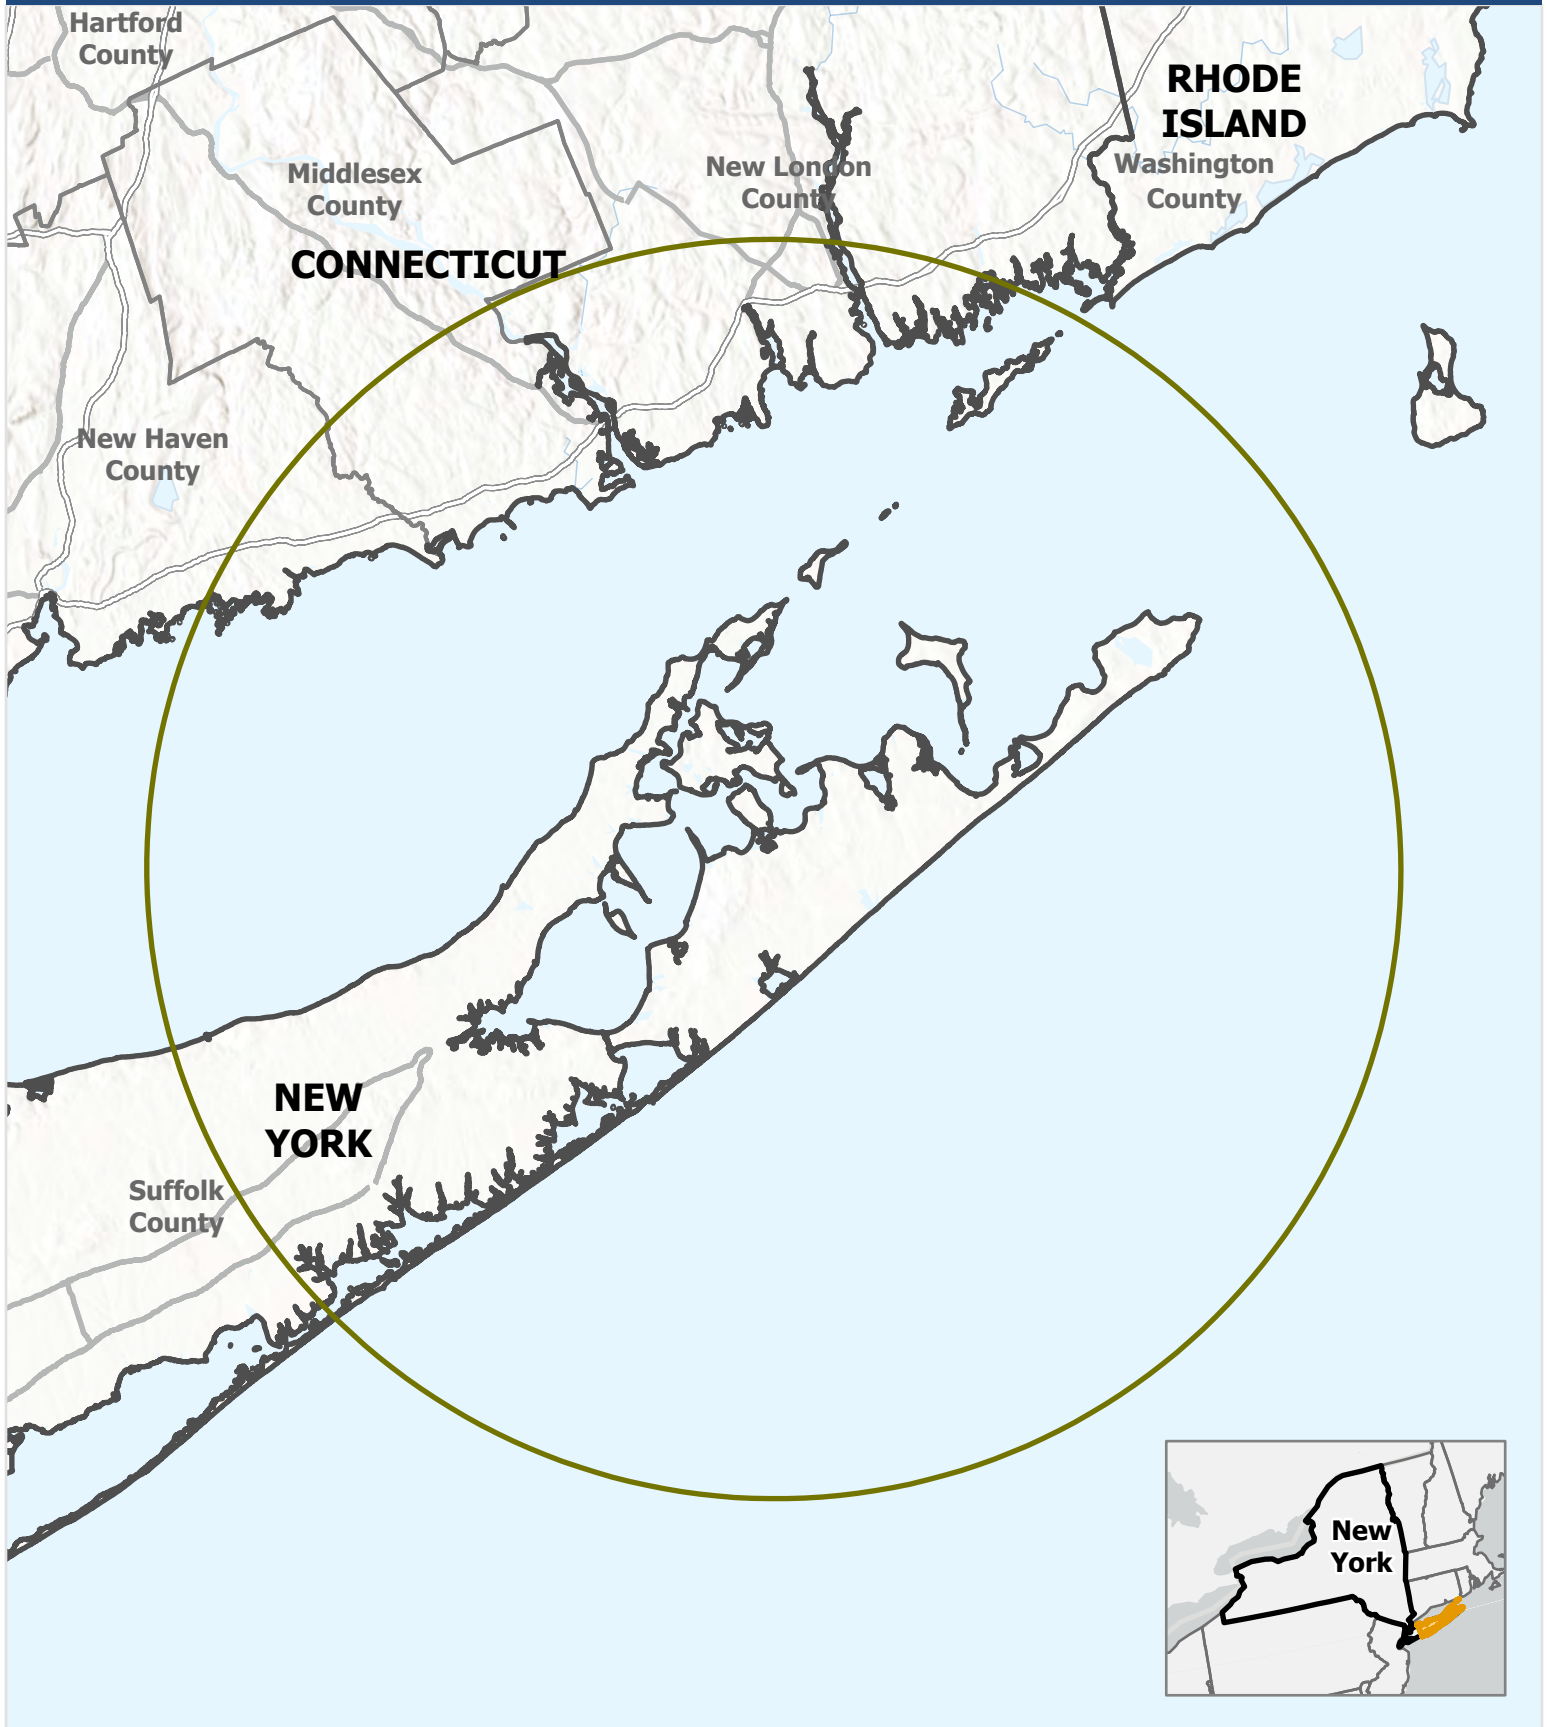 Hartford
County
RHODE
ISLAND
Middlesex
County
New London
County
Washington
County
CONNECTICUT
New Haven
County
NEW
YORK
Suffolk
County
New
York